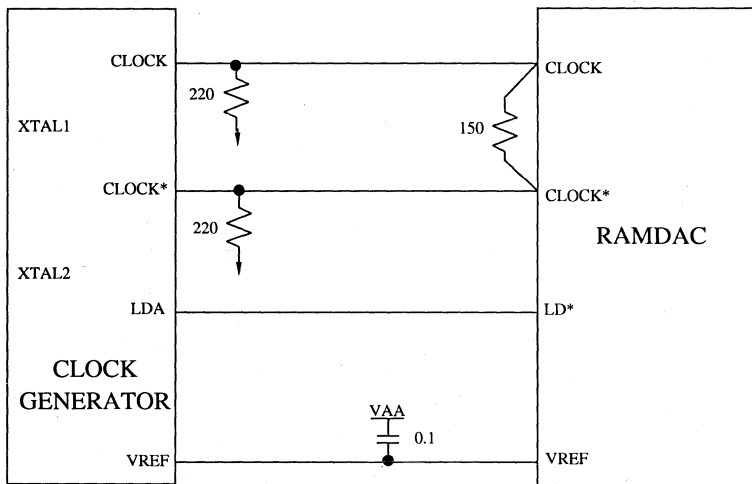 CLOCK
CLOCK
220
150
XTAL1
CLOCK*
CLOCK*
220
RAMDAC
XTAL2
LDA
LD*
CLOCK
GENERATOR
VAA
0.1
VREF
VREF